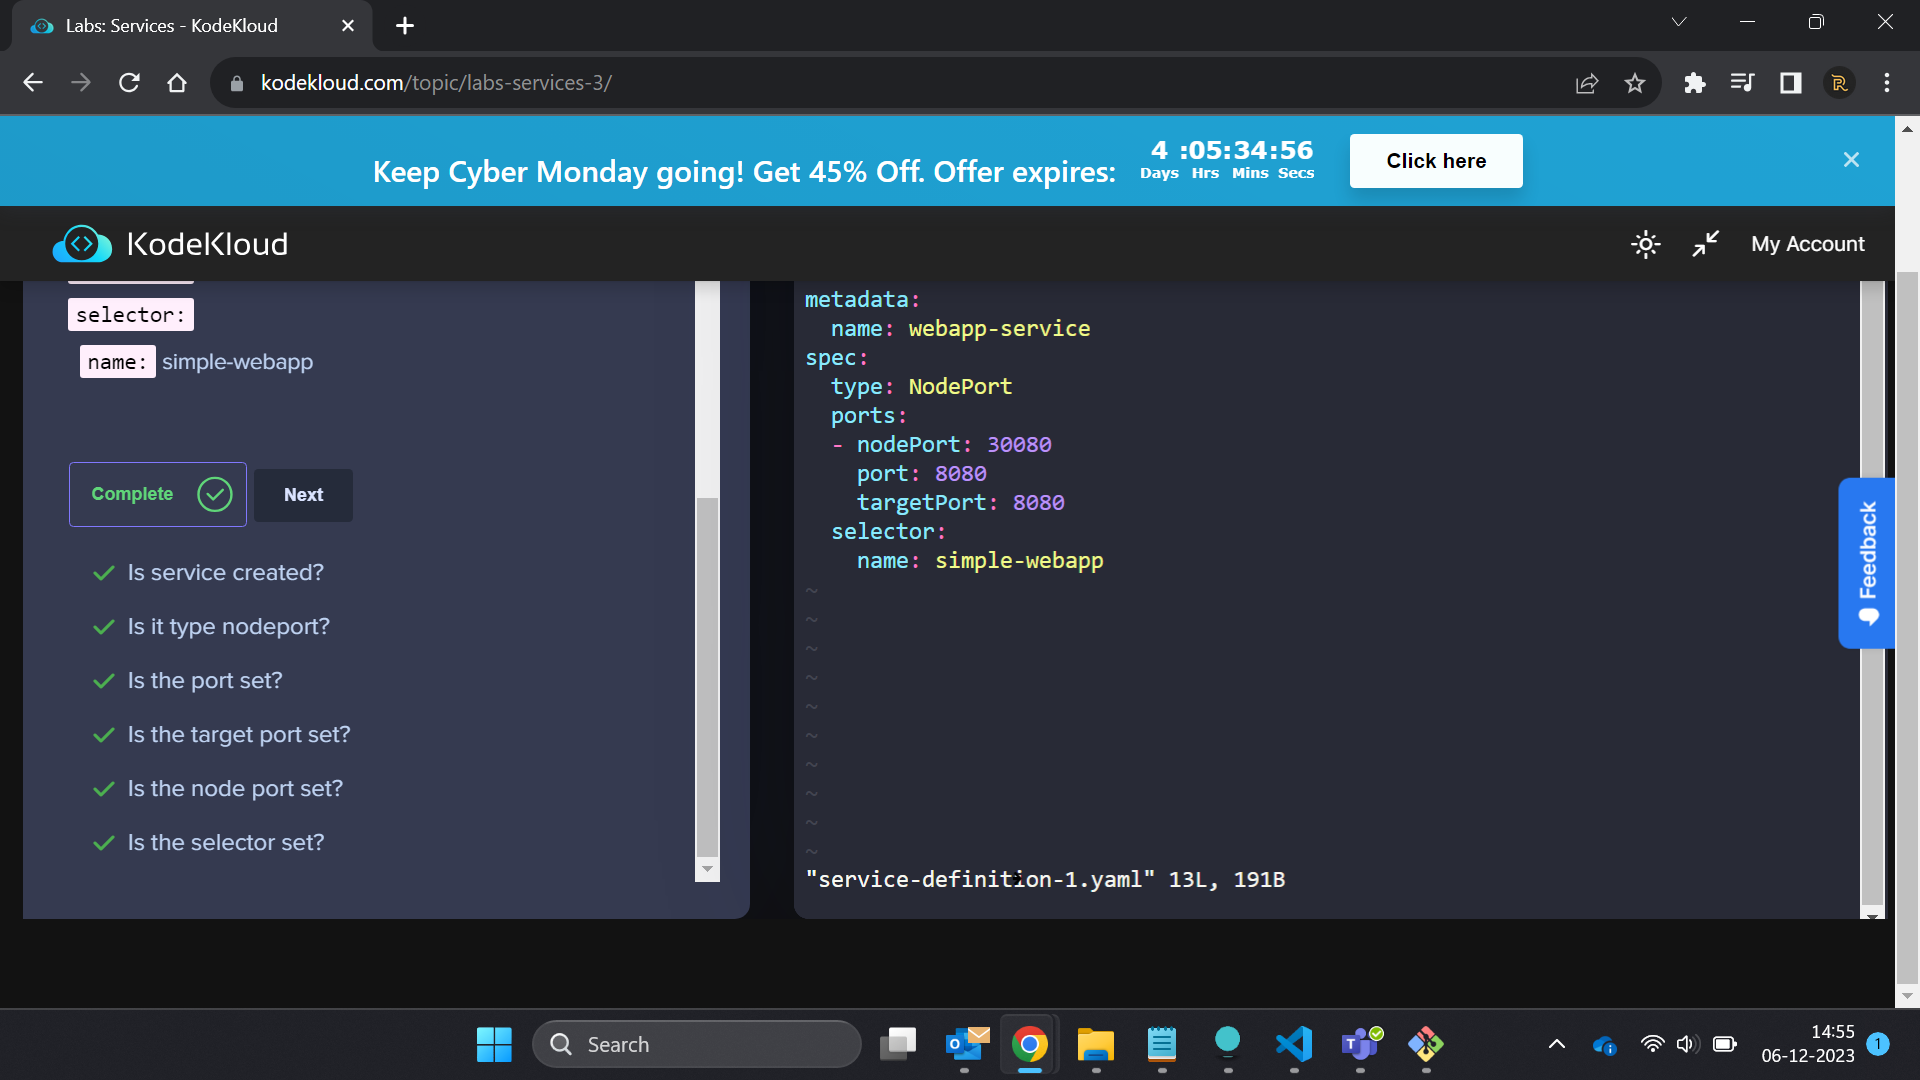 Labs: Services - KodeKloud
kodekloud.com/topic/labs-services-3/
Keep Cyber Monday going! Get 45% Off. Offer expires:
4 :05:34:56
Days Hrs Mins Secs
Click here
KodeKloud
My Account
selector:
name: simple-webapp
Complete
Next
Is service created?
Is it type nodeport?
Is the port set?
Is the target port set?
Is the node port set?
Is the selector set?
metadata:
name: webapp-service
spec:
type: NodePort
ports:
- nodePort: 30080
port: 8080
targetPort: 8080
selector:
name: simple-webapp
~
~
~
~
~
~
~
~
~
~
"service-definition-1.yaml" 13L, 191B
Feedback
Search
14:55
06-12-2023
1